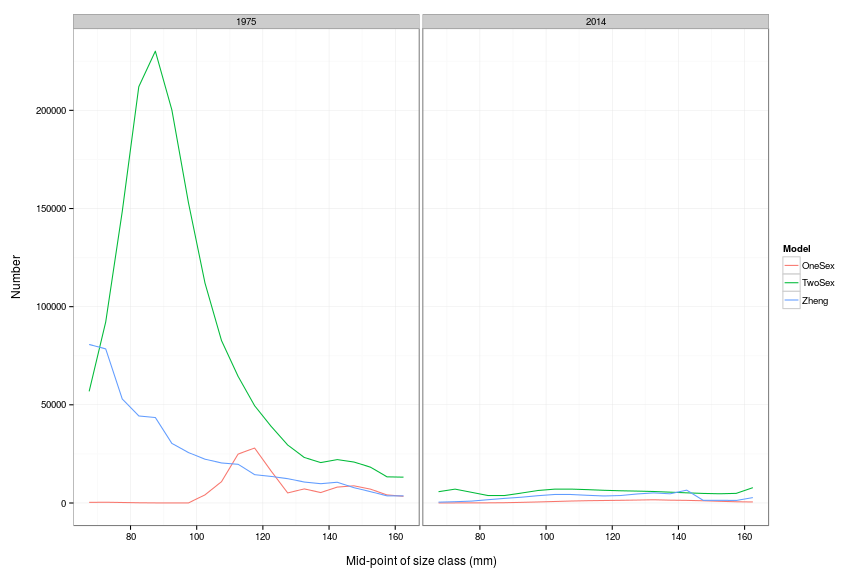 1975
2014
200000
150000
100000
50000
0
Number
80
100
120
140
160
80
100
120
140
160
Mid-point of size class (mm)
Model
OneSex
TwoSex
Zheng